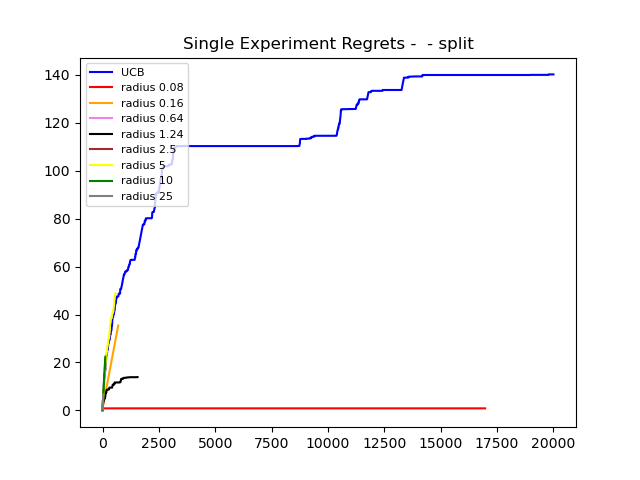 Single Experiment Regrets -  - split
140
120
100
80
60
40
20
0
UCB
radius 0.08
radius 0.16
radius 0.64
radius 1.24
radius 2.5
radius 5
radius 10
radius 25
0 2500 5000 7500 10000 12500 15000 17500 20000